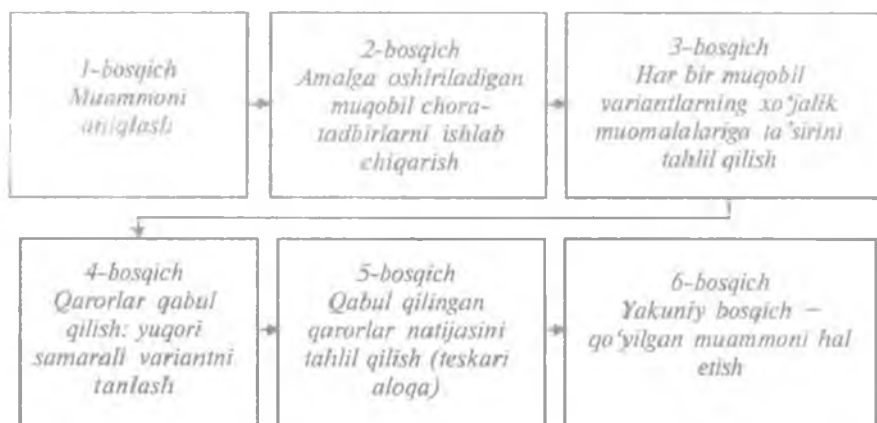 1-bosqich
Muammoni
aniqlash
2-bosqich
Amalga oshiriladigan
muqobil chora-
tadbirlarni ishlab
chiqarish
3-bosqich
Har bir muqobil
variantlarning xo‘jalik
muomalalariga ta’sirini
tahlil qilish
4-bosqich
Qarorlar qabul
qilish: yuqori
samarali variantni
tanlash
5-bosqich
Qabul qilingan
qarorlar natijasini
tahlil qilish (teskari
aloqa)
6-bosqich
Yakuniy bosqich –
qo‘yilgan muammoni hal
etish